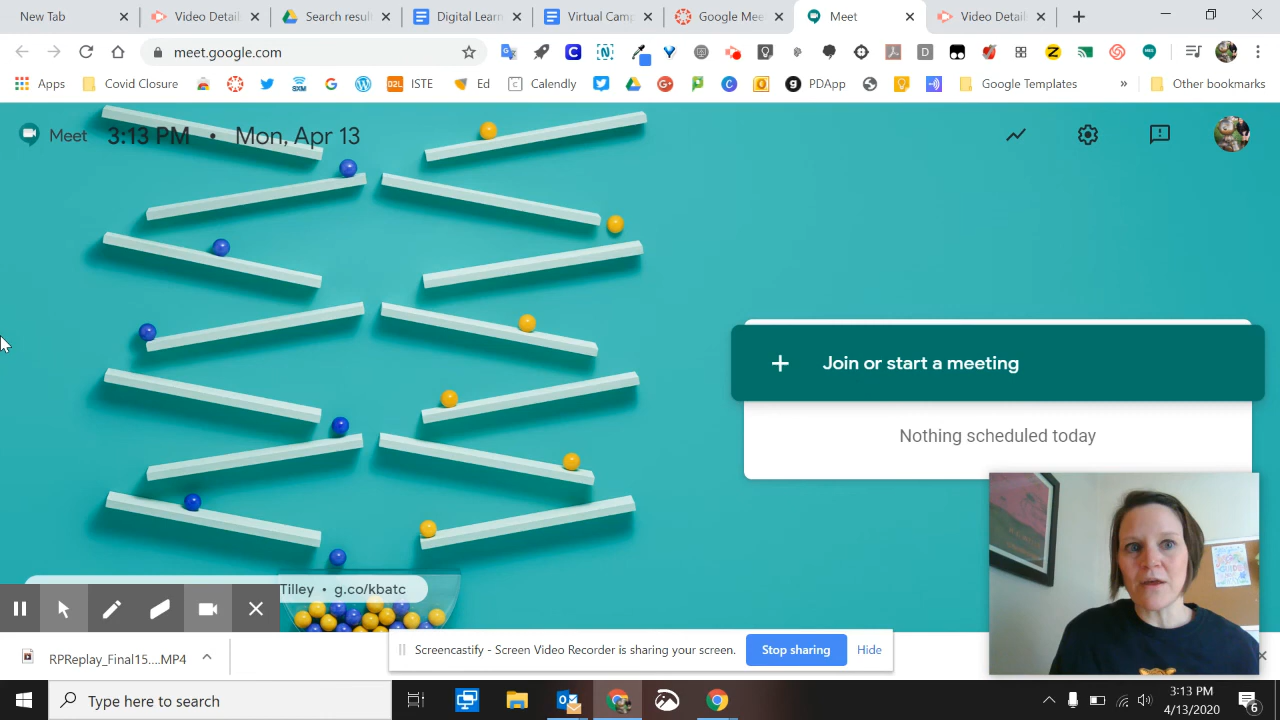 New Tab
Video Detail
Search result
Digital Learn
Virtual Camp
Google Mee
Meet
Video Detail
meet.google.com
Apps
Covid Closure
ISTE
Ed
Calendly
PDApp
Google Templates
»
Other bookmarks
Meet 3:13 PM • Mon, Apr 13
+ Join or start a meeting
Nothing scheduled today
Tilley • g.co/kbatc
RPReplay_Final15....MP4
Screencastify - Screen Video Recorder is sharing your screen.
Stop sharing
Hide
Type here to search
3:13 PM
4/13/2020
6